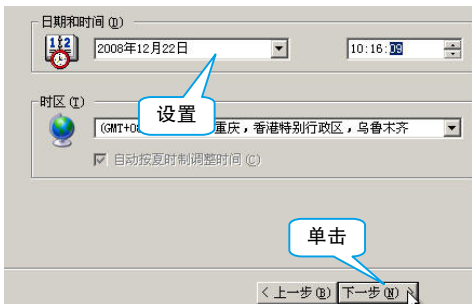 日期和时间(D)
2008年12月22日
10:16:09
时区(T)
设置
(GMT+0 重庆，香港特别行政区，乌鲁木齐
自动按夏时制调整时间(C)
单击
<上一步(B)
下一步(N)>